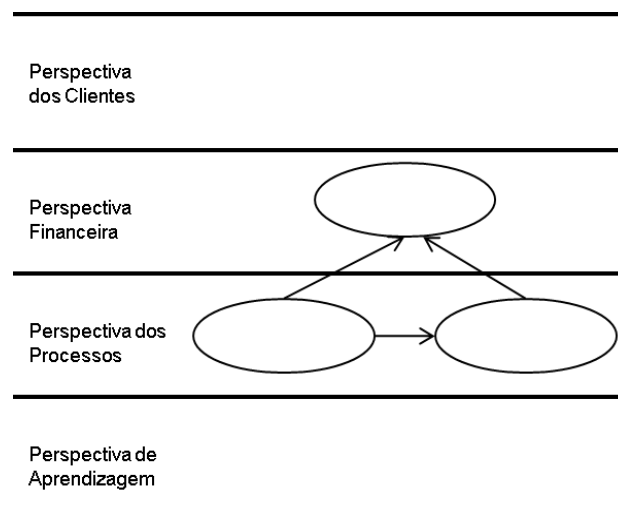 Perspectiva
dos Clientes
Perspectiva
Financeira
Perspectiva dos
Processos
Perspectiva de
Aprendizagem